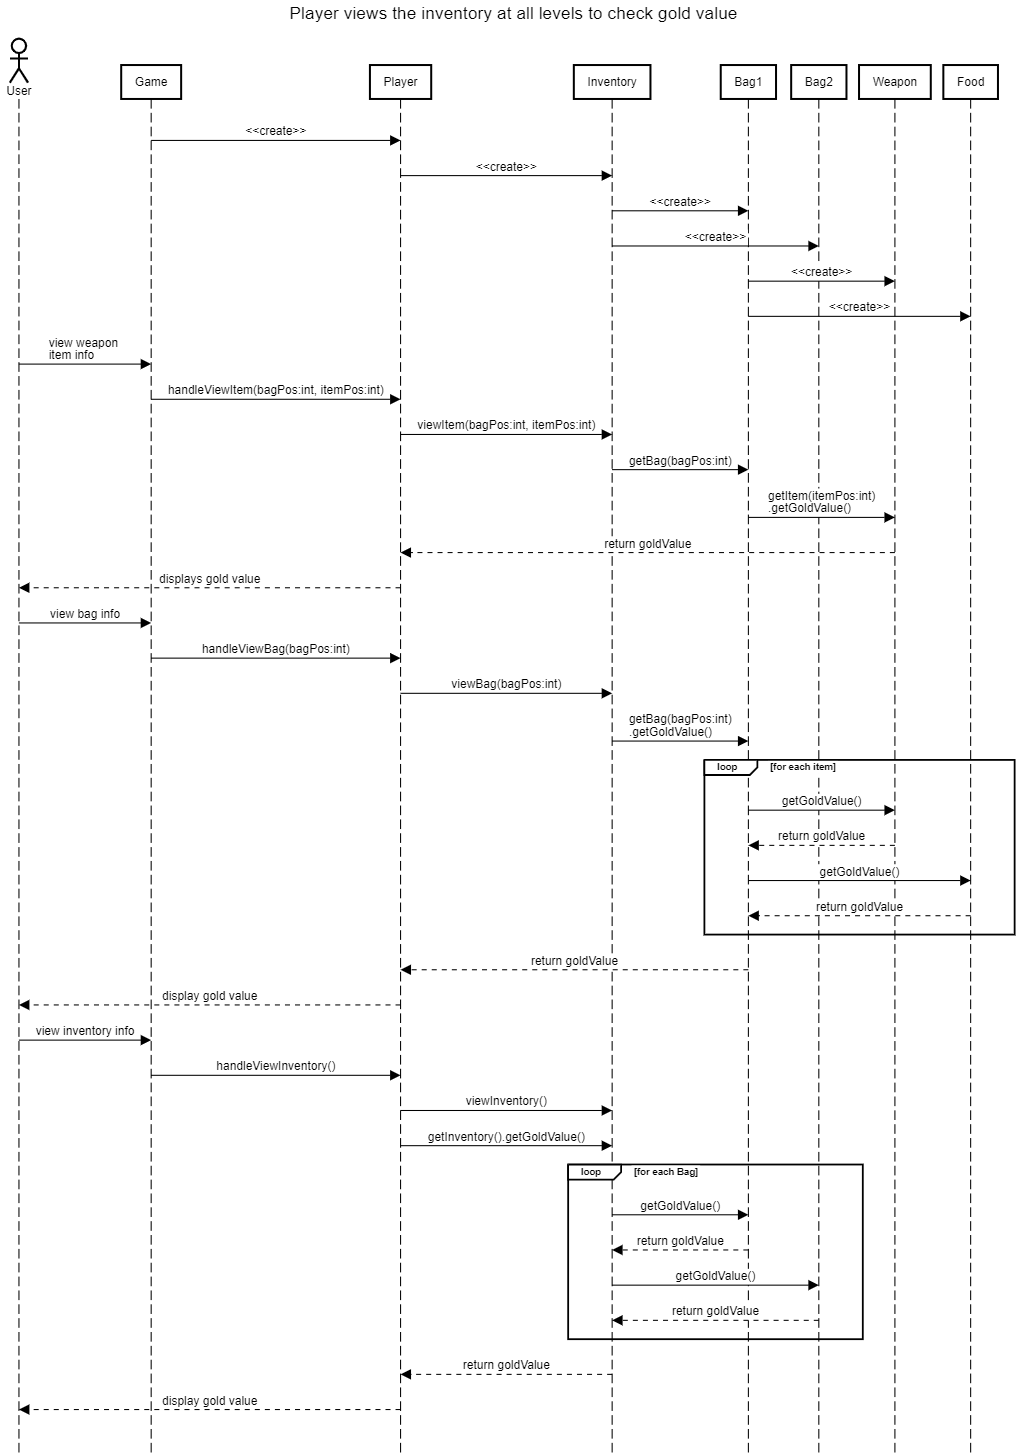 Player views the inventory at all levels to check gold value
User
Game
Player
Inventory
Bag1
Bag2
Weapon
Food
<<create>>
<<create>>
<<create>>
<<create>>
<<create>>
<<create>>
view weapon
item info
handleViewItem(bagPos:int, itemPos:int)
viewItem(bagPos:int, itemPos:int)
getBag(bagPos:int)
getItem(itemPos:int)
.getGoldValue()
return goldValue
displays gold value
view bag info
handleViewBag(bagPos:int)
viewBag(bagPos:int)
getBag(bagPos:int)
.getGoldValue()
loop
[for each item]
getGoldValue()
return goldValue
getGoldValue()
return goldValue
return goldValue
display gold value
view inventory info
handleViewInventory()
viewInventory()
getInventory().getGoldValue()
loop
[for each Bag]
getGoldValue()
return goldValue
getGoldValue()
return goldValue
return goldValue
display gold value